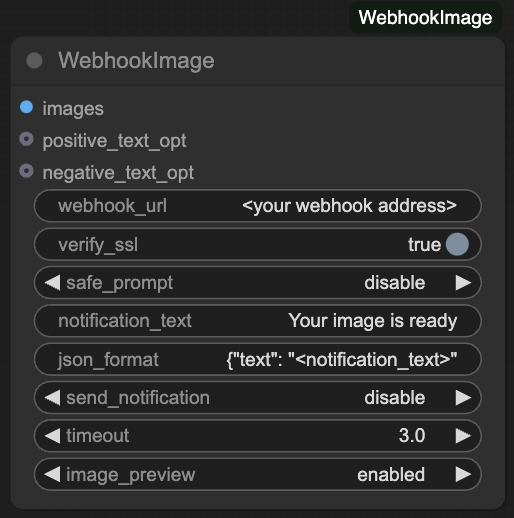 WebhookImage
WebhookImage
images
positive_text_opt
negative_text_opt
webhook_url <your webhook address>
verify_ssl true
safe_prompt disable
notification_text Your image is ready
json_format {"text": "<notification_text>"
send_notification disable
timeout 3.0
image_preview enabled